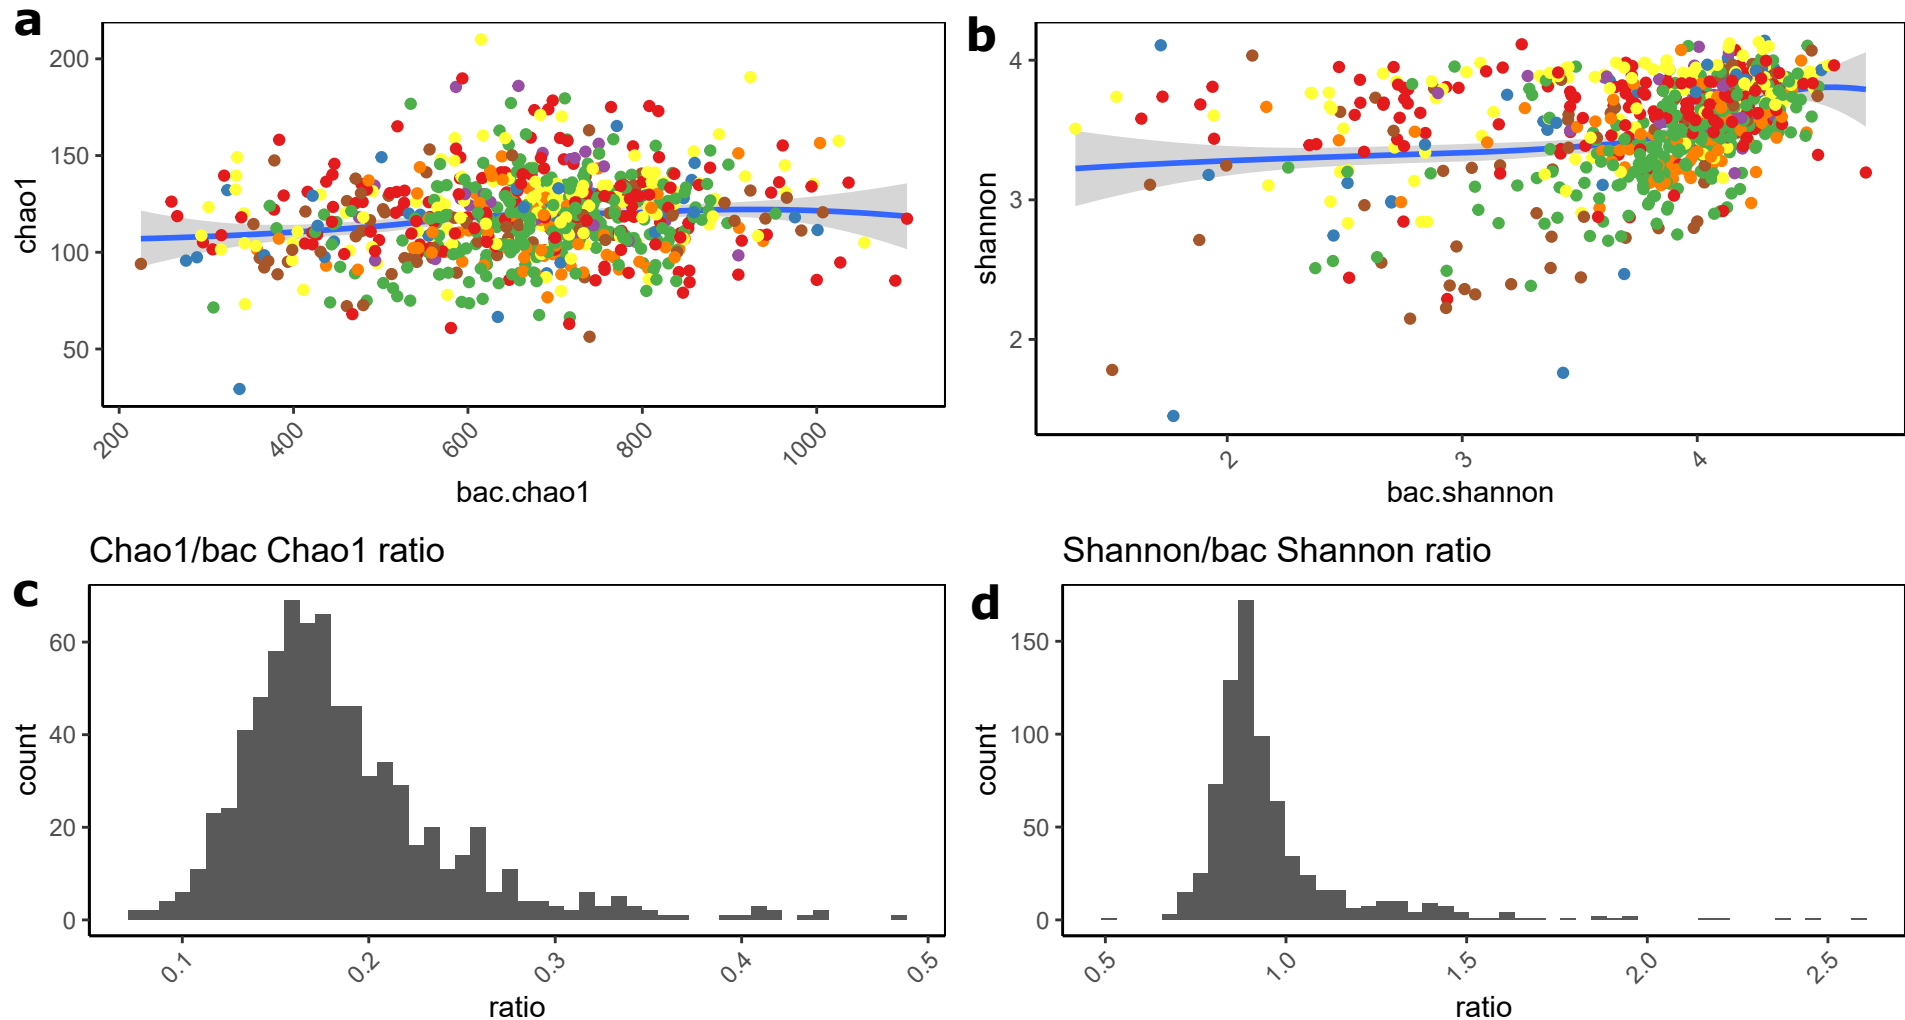 a
200
150
100
50
chao1
200
400
600
800
1000
bac.chao1
b
4
3
2
shannon
2
3
4
bac.shannon
Chao1/bac Chao1 ratio
c
60
40
20
0
count
0.1
0.2
0.3
0.4
0.5
ratio
Shannon/bac Shannon ratio
d
150
100
50
0
count
0.5
1.0
1.5
2.0
2.5
ratio